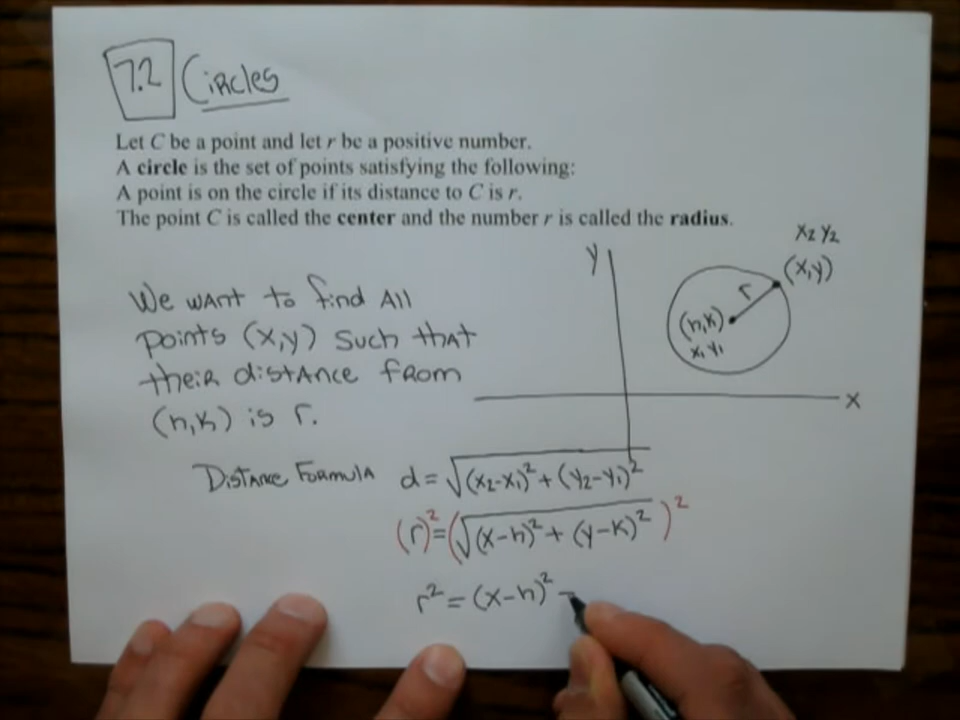 7.2 Circles
Let C be a point and let r be a positive number.
A circle is the set of points satisfying the following:
A point is on the circle if its distance to C is r.
The point C is called the center and the number r is called the radius.
x₂ y₂
y
(x,y)
r
(h,k)
x₁ y₁
x
We want to find all
points (x,y) such that
their distance from
(h,k) is r.
Distance Formula d = √(x₂-x₁)² + (y₂-y₁)²
(r)² = (√(x-h)² + (y-k)²)²
r² = (x-h)² -